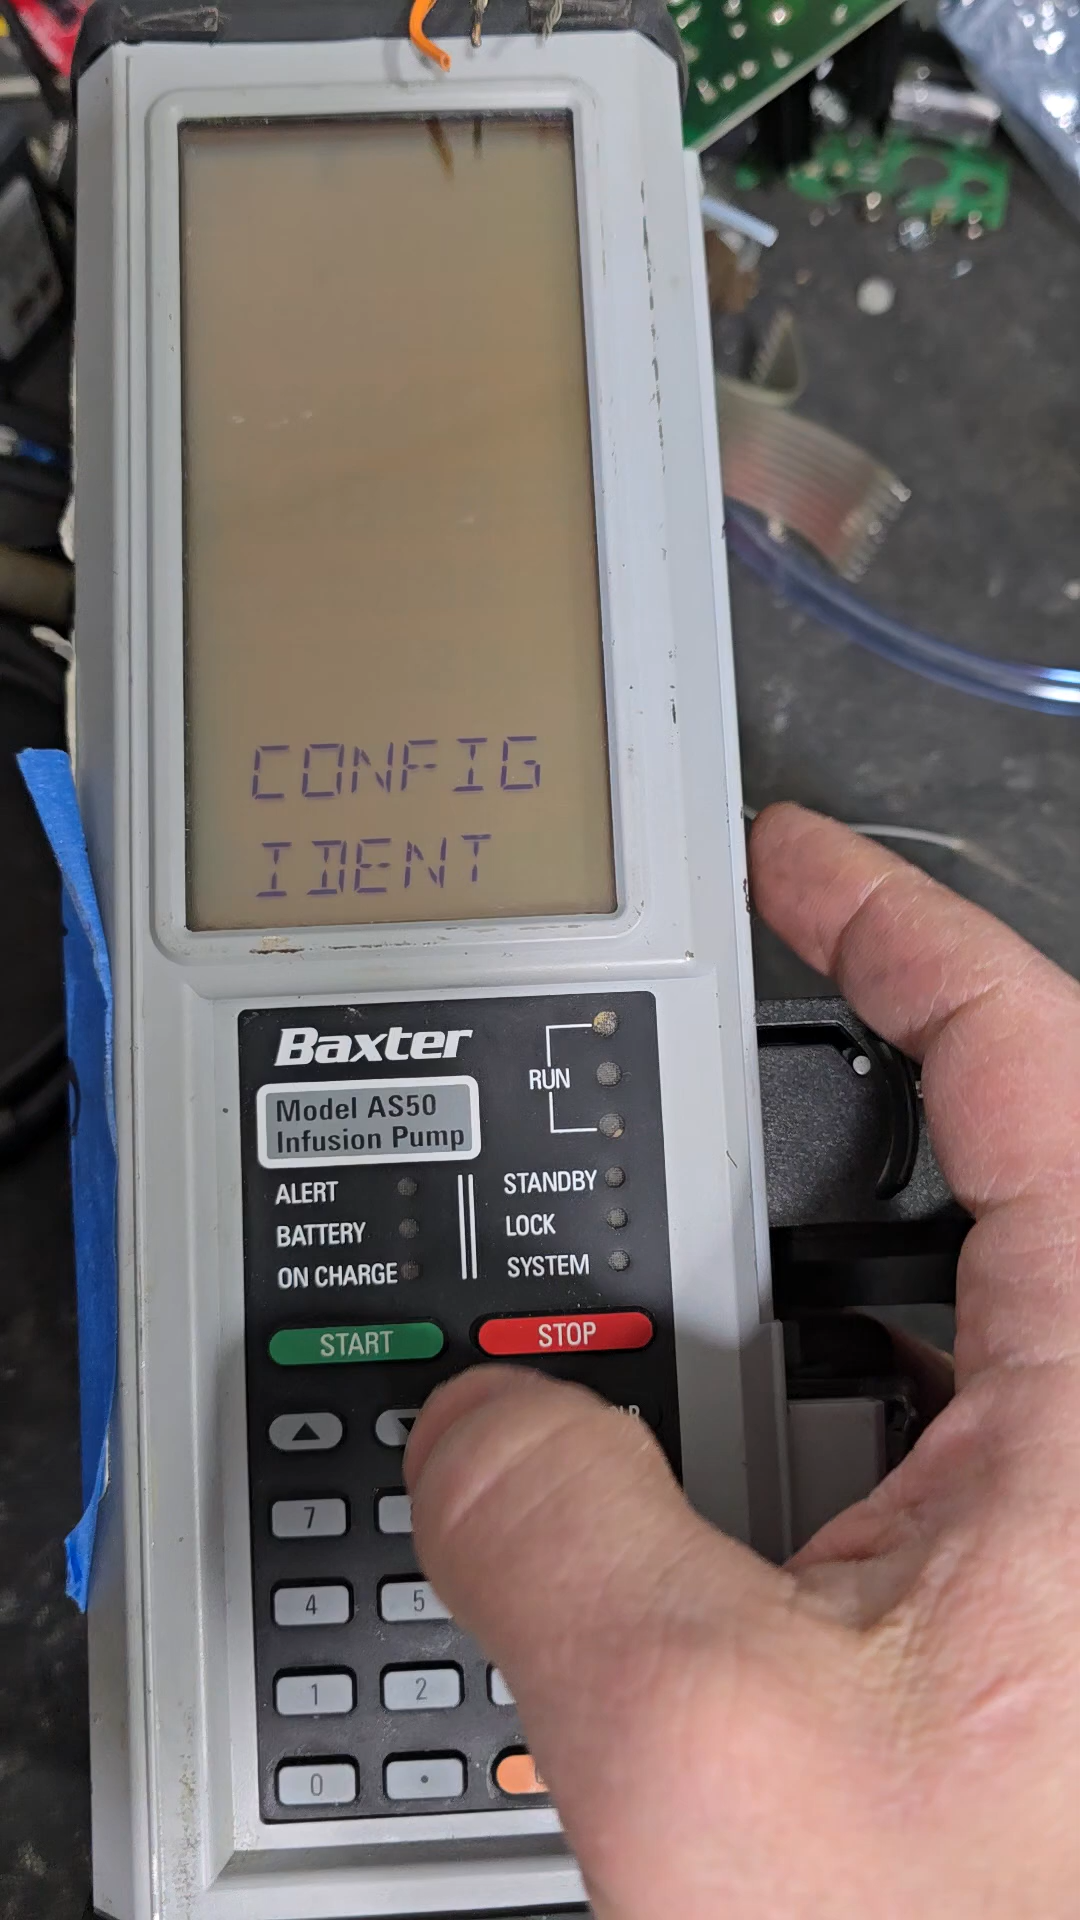 CONFIG
IDENT
Baxter
Model AS50
Infusion Pump
RUN
ALERT
BATTERY
ON CHARGE
STANDBY
LOCK
SYSTEM
START
STOP
7
4
5
1
2
0
.